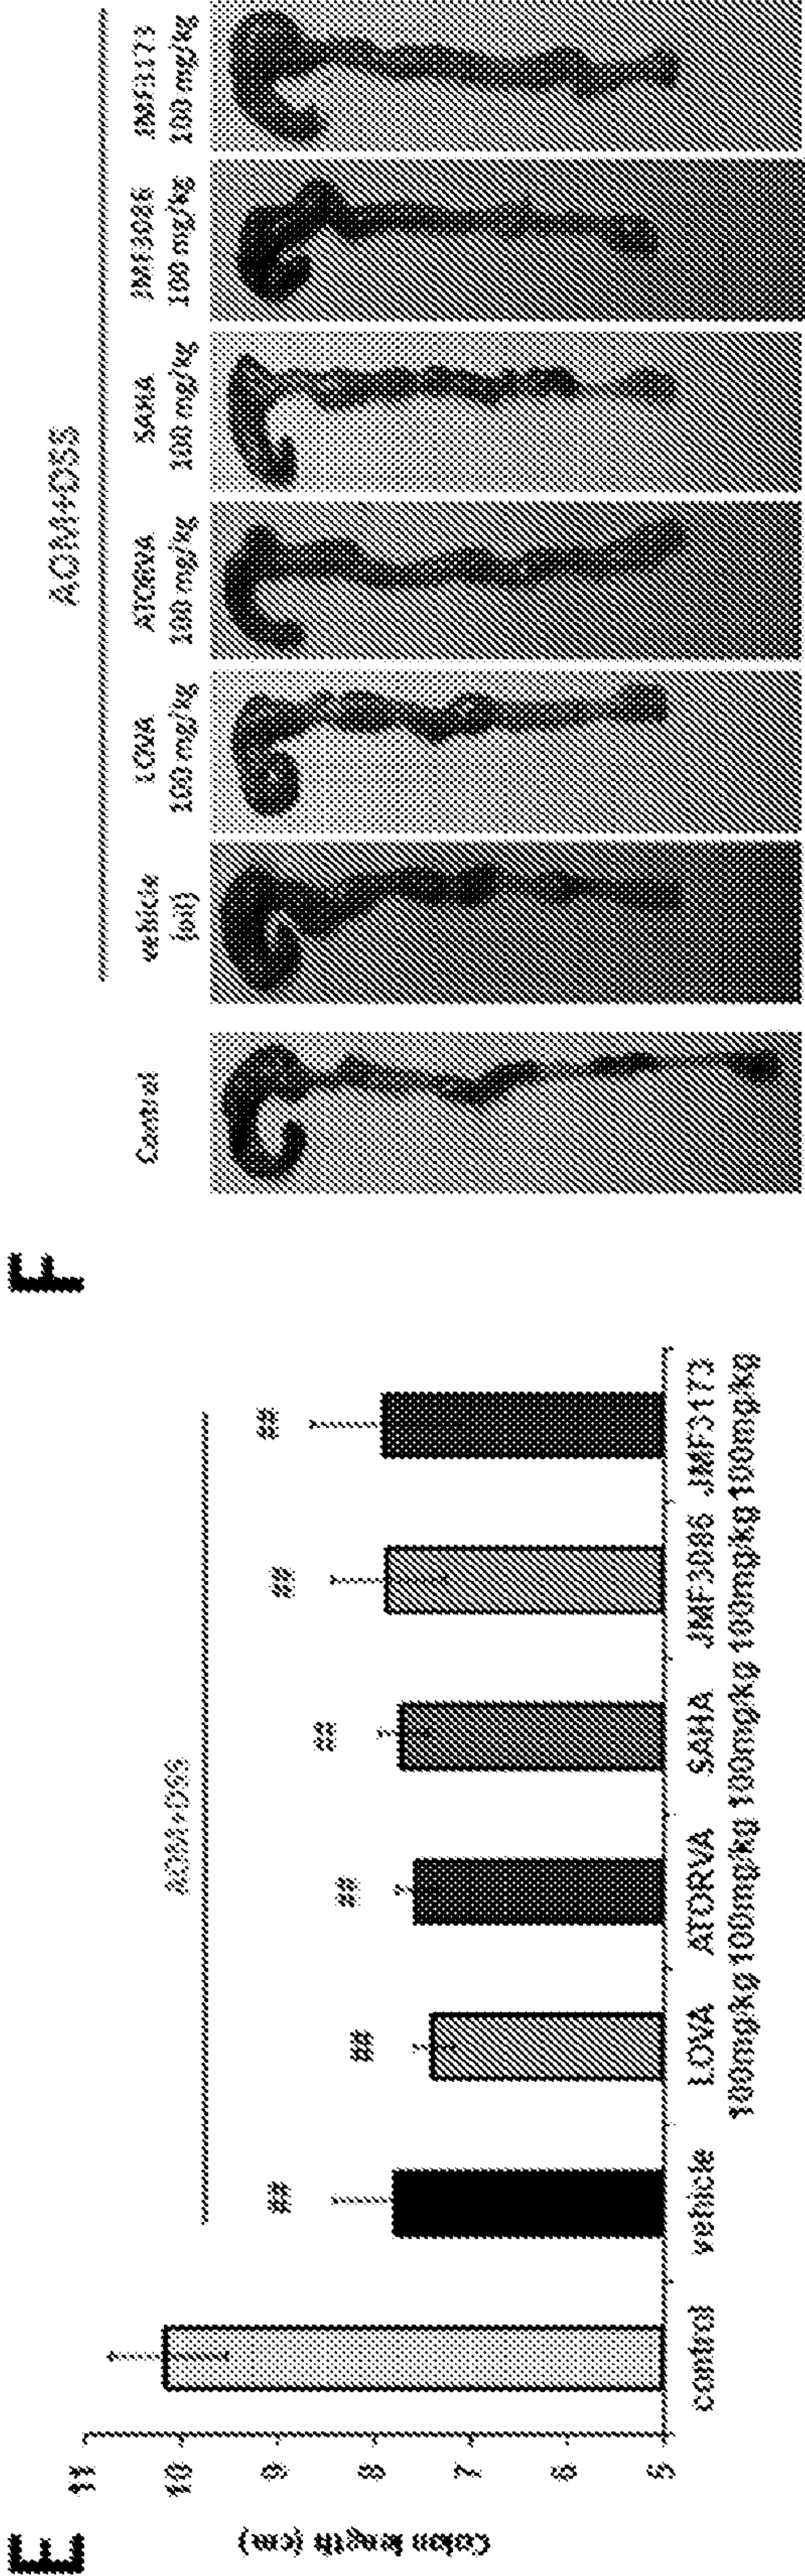 E
Colon length (cm)
11
10
9
8
7
6
5
AOM+DSS
##
##
##
##
##
##
control vehicle LOVA ATORVA SAHA JMF3086 JMF3173
100mg/kg 100mg/kg 100mg/kg 100mg/kg 100mg/kg
F
AOM+DSS
Control vehicle LOVA ATORVA SAHA JMF3086 JMF3173
(oil) 100 mg/kg 100 mg/kg 100 mg/kg 100 mg/kg 100 mg/kg